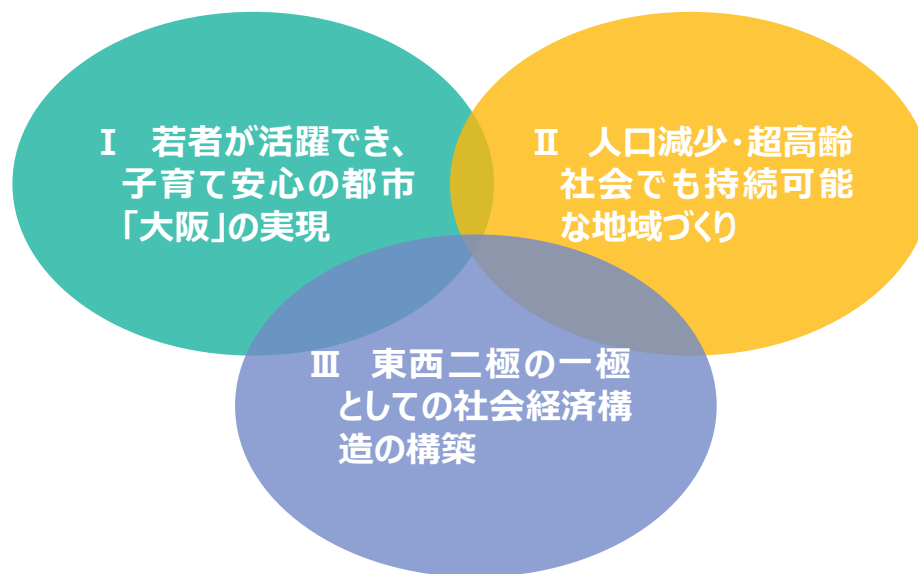 Ⅰ 若者が活躍でき、
子育て安心の都市
「大阪」の実現
Ⅱ 人口減少・超高齢
社会でも持続可能
な地域づくり
Ⅲ 東西二極の一極
としての社会経済構
造の構築